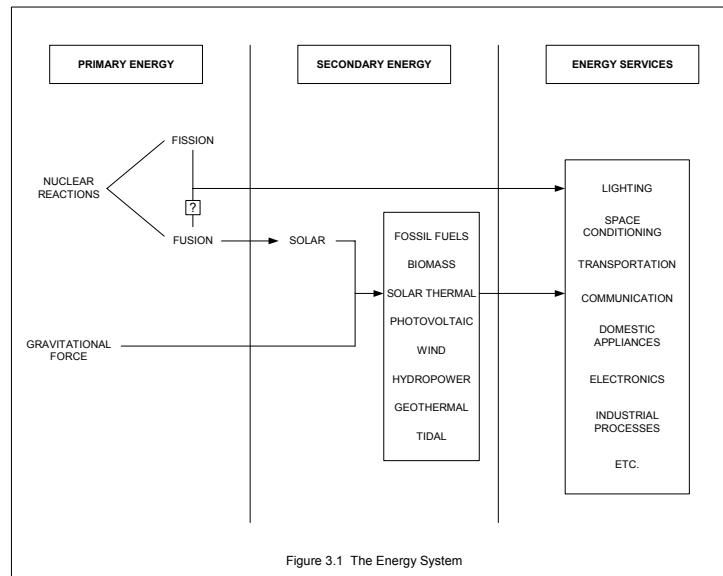 PRIMARY ENERGY
SECONDARY ENERGY
ENERGY SERVICES
FISSION
NUCLEAR
REACTIONS
?
FUSION
SOLAR
GRAVITATIONAL
FORCE
FOSSIL FUELS
BIOMASS
SOLAR THERMAL
PHOTOVOLTAIC
WIND
HYDROPOWER
GEOTHERMAL
TIDAL
LIGHTING
SPACE
CONDITIONING
TRANSPORTATION
COMMUNICATION
DOMESTIC
APPLIANCES
ELECTRONICS
INDUSTRIAL
PROCESSES
ETC.
Figure 3.1 The Energy System